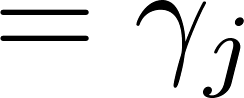 = γ_j